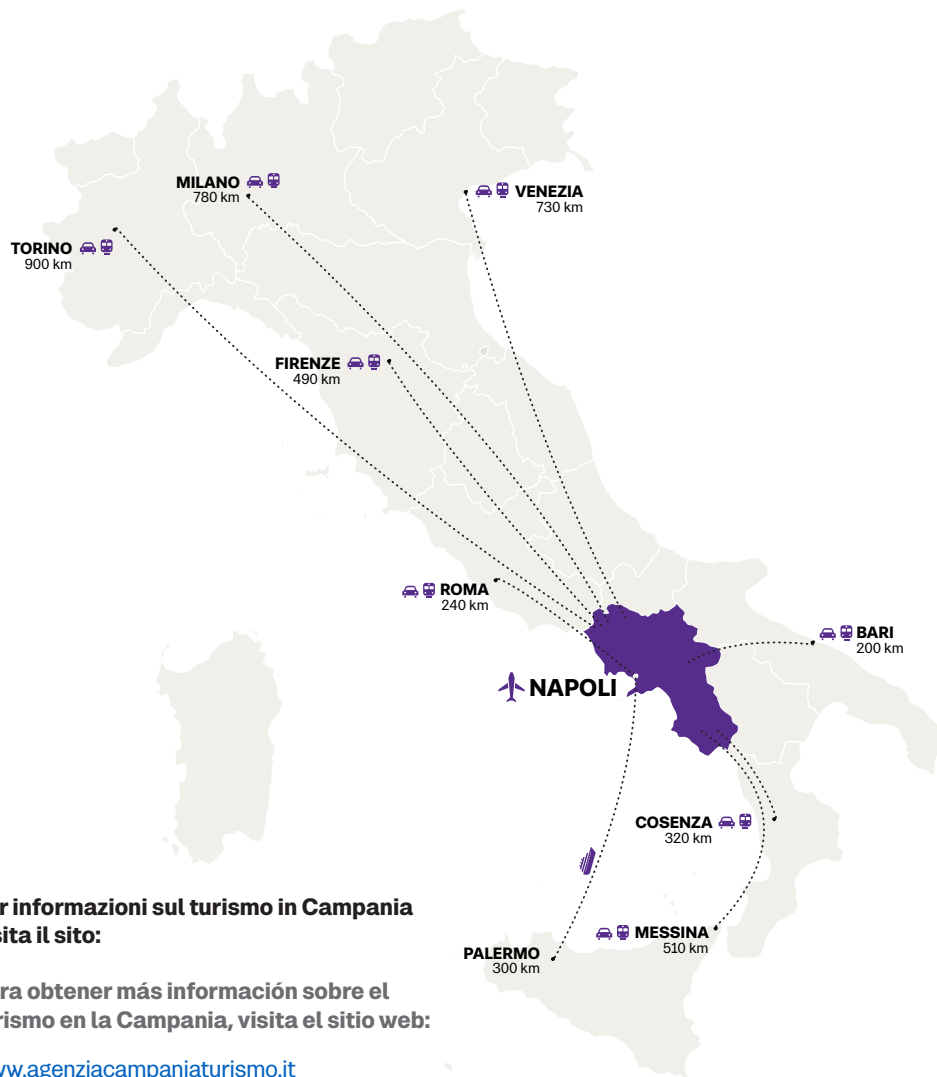 MILANO
780 km
VENEZIA
730 km
TORINO
900 km
FIRENZE
490 km
ROMA
240 km
BARI
200 km
NAPOLI
COSENZA
320 km
MESSINA
510 km
PALERMO
300 km
r informazioni sul turismo in Campania
sita il sito:
ra obtener más información sobre el
rismo en la Campania, visita el sitio web:
ww.agenziacampaniaturismo.it